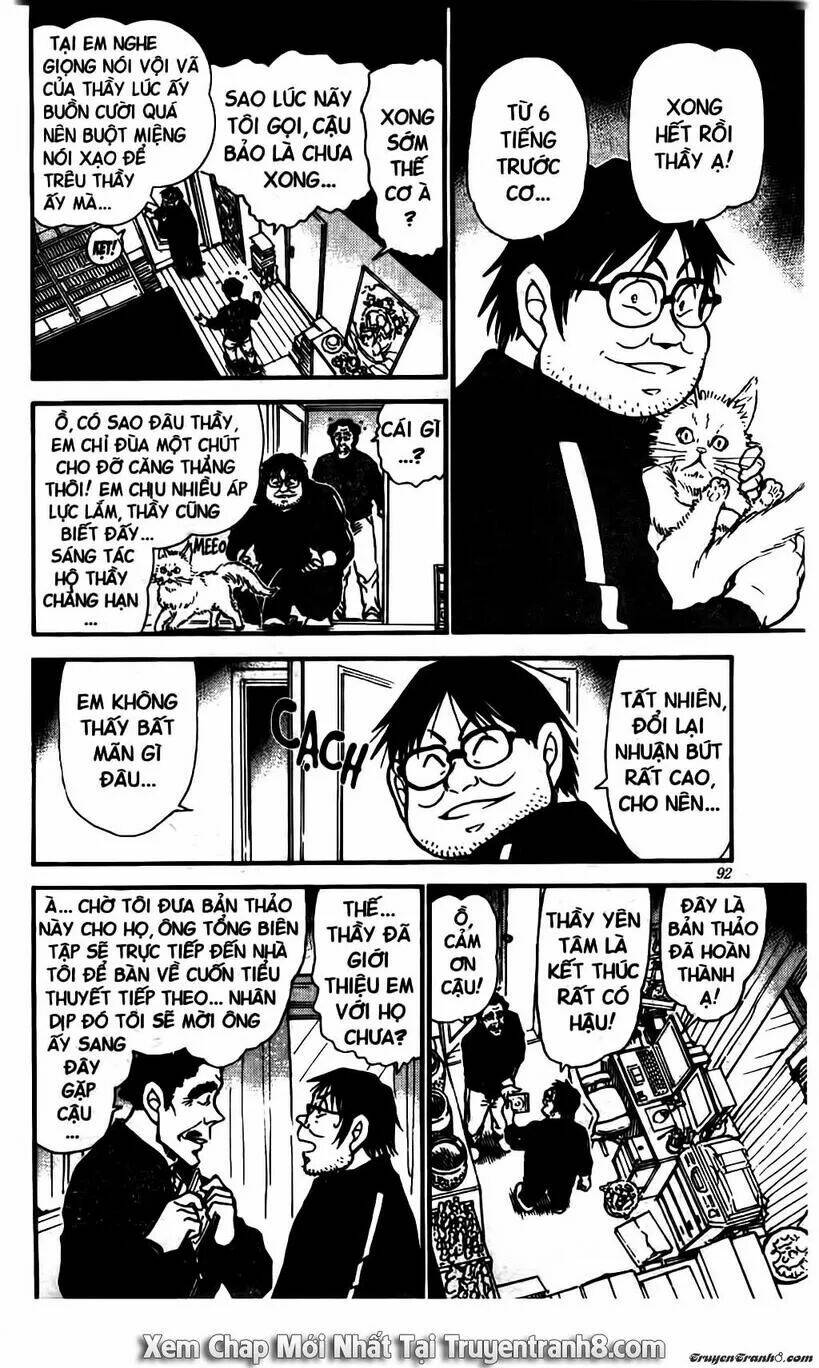 XONG
HẾT RỒI
THẦY Ạ!
TỪ 6
TIẾNG
TRƯỚC
CƠ...
XONG
SỚM
THẾ
CƠ À
?
SAO LÚC NÃY
TÔI GỌI, CẬU
BẢO LÀ CHƯA
XONG...
TẠI EM NGHE
GIỌNG NÓI VỘI VÃ
CỦA THẦY LÚC ẤY
BUỒN CƯỜI QUÁ
NÊN BUỘT MIỆNG
NÓI XẠO ĐỂ
TRÊU THẦY
ẤY MÀ...
KẸT!
CÁI GÌ
...?
Ồ, CÓ SAO ĐÂU THẦY,
EM CHỈ ĐÙA MỘT CHÚT
CHO ĐỠ CĂNG THẲNG
THÔI! EM CHỊU NHIỀU ÁP
LỰC LẮM, THẦY CŨNG
BIẾT ĐẤY...
SÁNG TÁC
HỘ THẦY
CHẲNG HẠN
...
MEEO
TẤT NHIÊN,
ĐỔI LẠI
NHUẬN BÚT
RẤT CAO,
CHO NÊN...
CẠCH
EM KHÔNG
THẤY BẤT
MÃN GÌ
ĐÂU...
92
ĐÂY LÀ
BẢN THẢO
ĐÃ HOÀN
THÀNH
Ạ!
THẦY YÊN
TÂM LÀ
KẾT THÚC
RẤT CÓ
HẬU!
Ồ,
CẢM
ƠN
CẬU!
THẾ...
THẦY ĐÃ
GIỚI
THIỆU EM
VỚI HỌ
CHƯA?
À... CHỜ TÔI ĐƯA BẢN THẢO
NÀY CHO HỌ, ÔNG TỔNG BIÊN
TẬP SẼ TRỰC TIẾP ĐẾN NHÀ
TÔI ĐỂ BÀN VỀ CUỐN TIỂU
THUYẾT TIẾP THEO... NHÂN
DỊP ĐÓ TÔI SẼ MỜI ÔNG
ẤY SANG
ĐÂY
GẶP
CẬU
...
Xem Chap Mới Nhất Tại Truyentranh8.com
TruyenTranh8.com